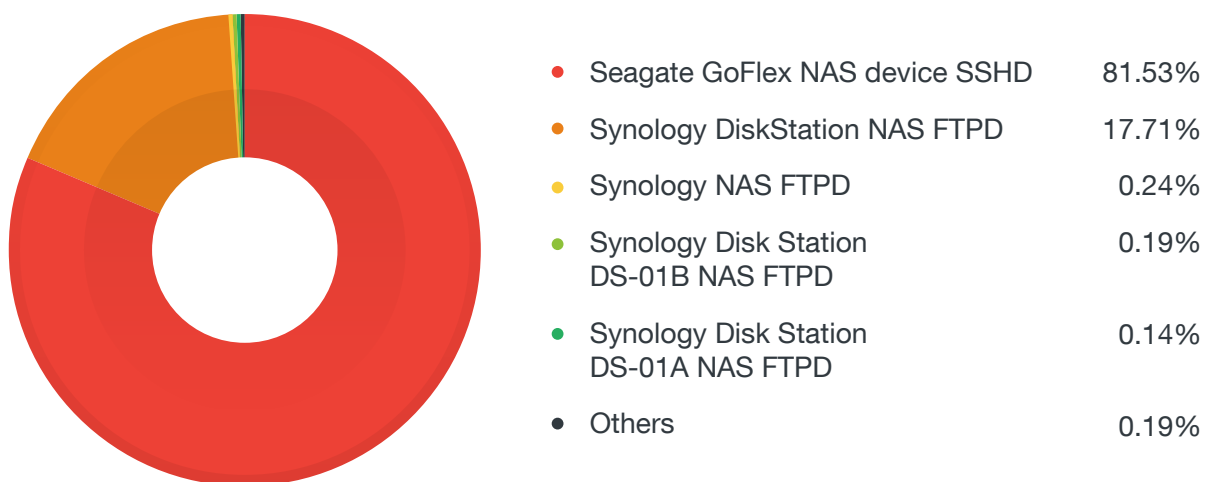 Seagate GoFlex NAS device SSHD 81.53%
Synology DiskStation NAS FTPD 17.71%
Synology NAS FTPD 0.24%
Synology Disk Station 0.19%
DS-01B NAS FTPD
Synology Disk Station 0.14%
DS-01A NAS FTPD
Others 0.19%